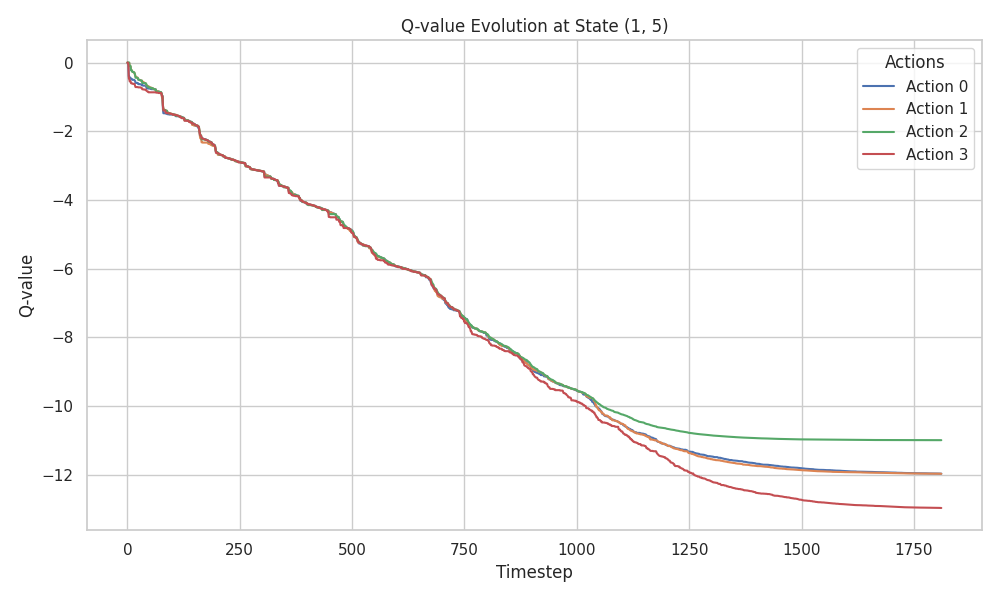 Q-value Evolution at State (1, 5)
Actions
Action 0
Action 1
Action 2
Action 3
Q-value
0
−2
−4
−6
−8
−10
−12
0 250 500 750 1000 1250 1500 1750
Timestep